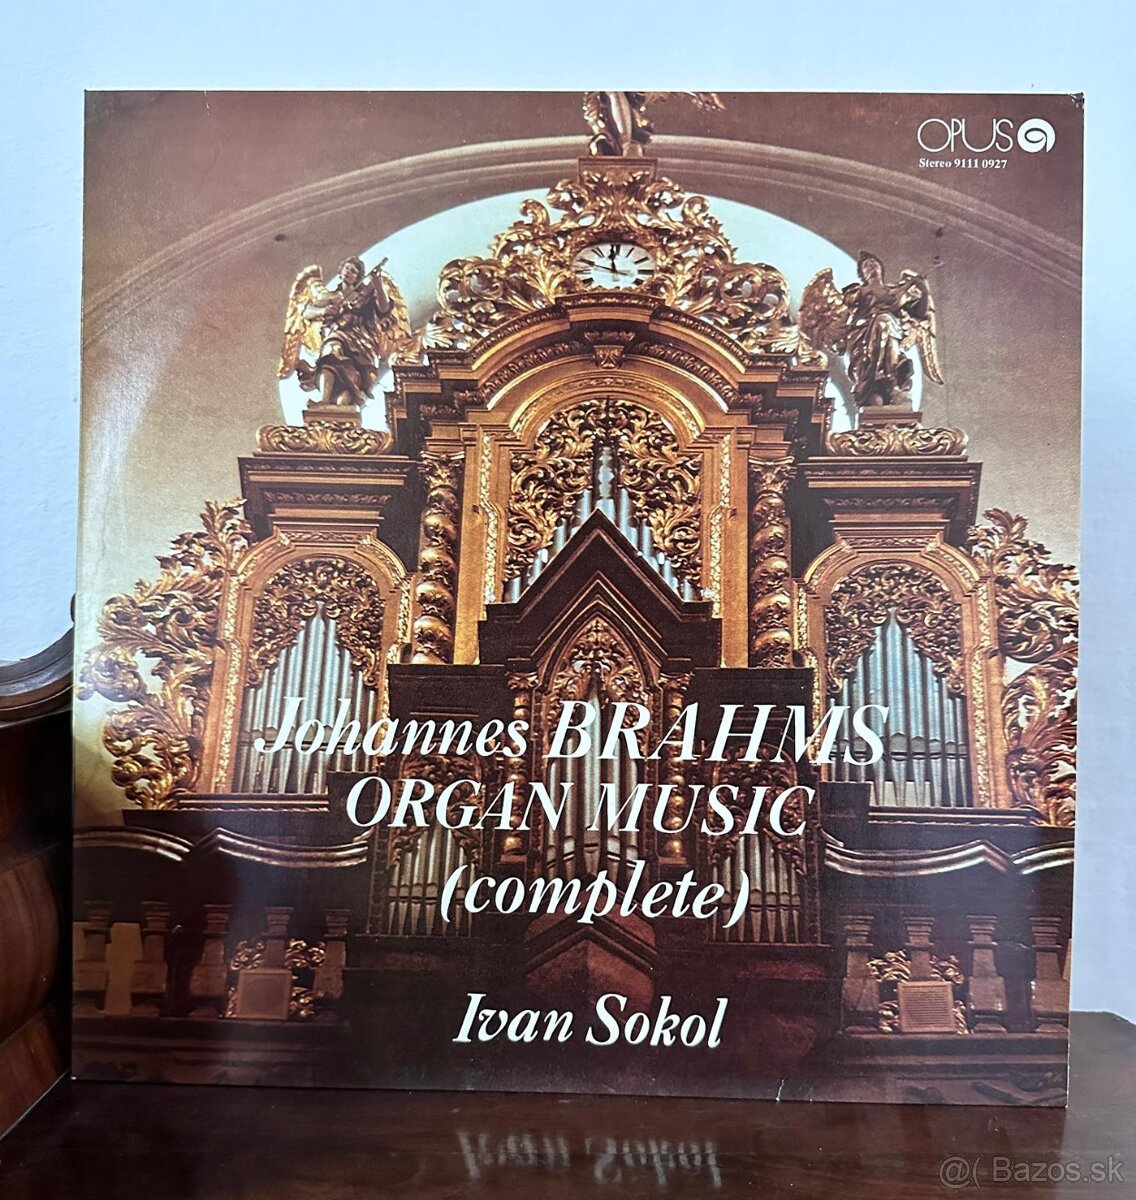 OPUS
Stereo 9111 0927
Johannes BRAHMS
ORGAN MUSIC
(complete)
Ivan Sokol
@( Bazos.sk